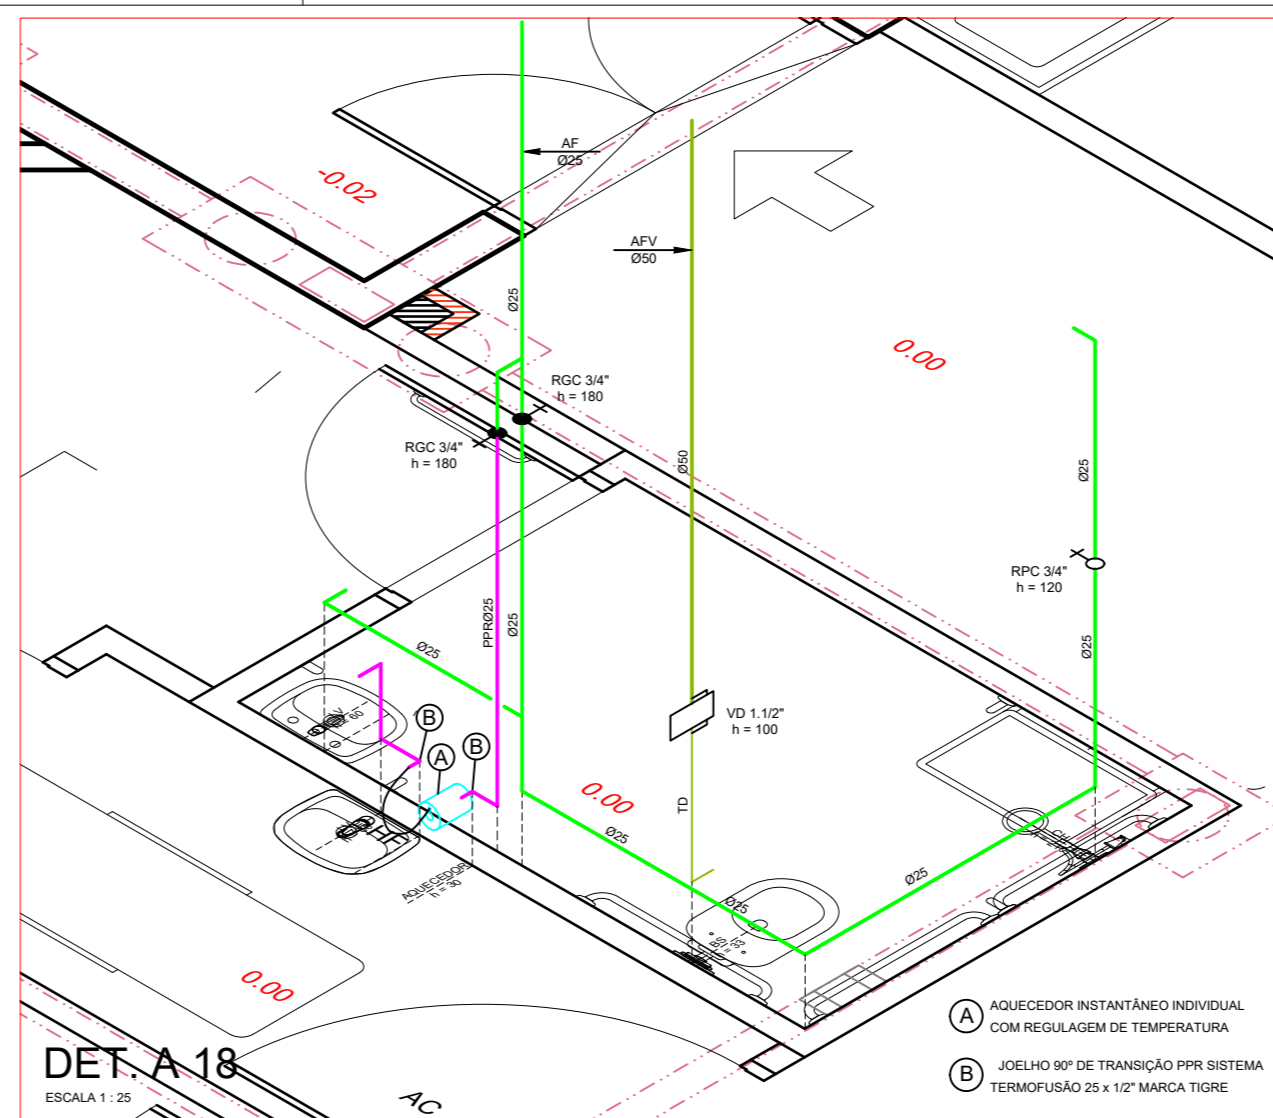 AF
Ø25
-0.02
AFV
Ø50
Ø25
0.00
RGC 3/4"
h = 180
RGC 3/4"
h = 180
Ø50
Ø25
RPC 3/4"
h = 120
PPRØ25
Ø25
Ø25
Ø25
B
A
B
VD 1.1/2"
h = 100
0.00
TD
Ø25
Ø25
Ø25
AQUECEDOR
h = 30
0.00
A
AQUECEDOR INSTANTÂNEO INDIVIDUAL
COM REGULAGEM DE TEMPERATURA
B
JOELHO 90º DE TRANSIÇÃO PPR SISTEMA
TERMOFUSÃO 25 x 1/2" MARCA TIGRE
DET. A 18
ESCALA 1 : 25
AC